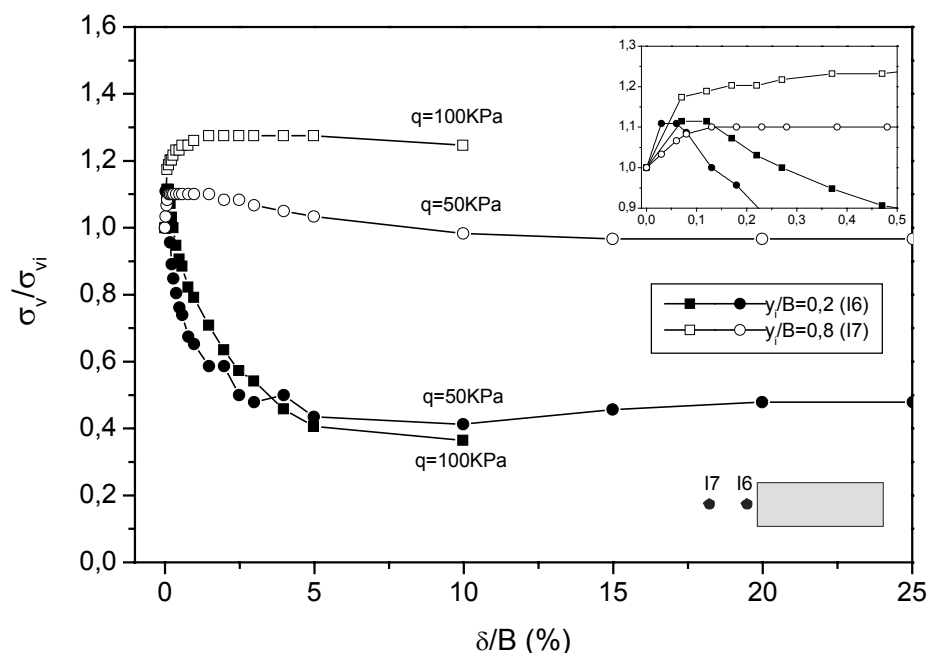 1,6
1,4
1,2
1,0
0,8
0,6
0,4
0,2
0,0
σv/σvi
0 5 10 15 20 25
δ/B (%)
q=100KPa
q=50KPa
q=50KPa
q=100KPa
1,3
1,2
1,1
1,0
0,9
0,0 0,1 0,2 0,3 0,4 0,5
yi/B=0,2 (I6)
yi/B=0,8 (I7)
I7 I6